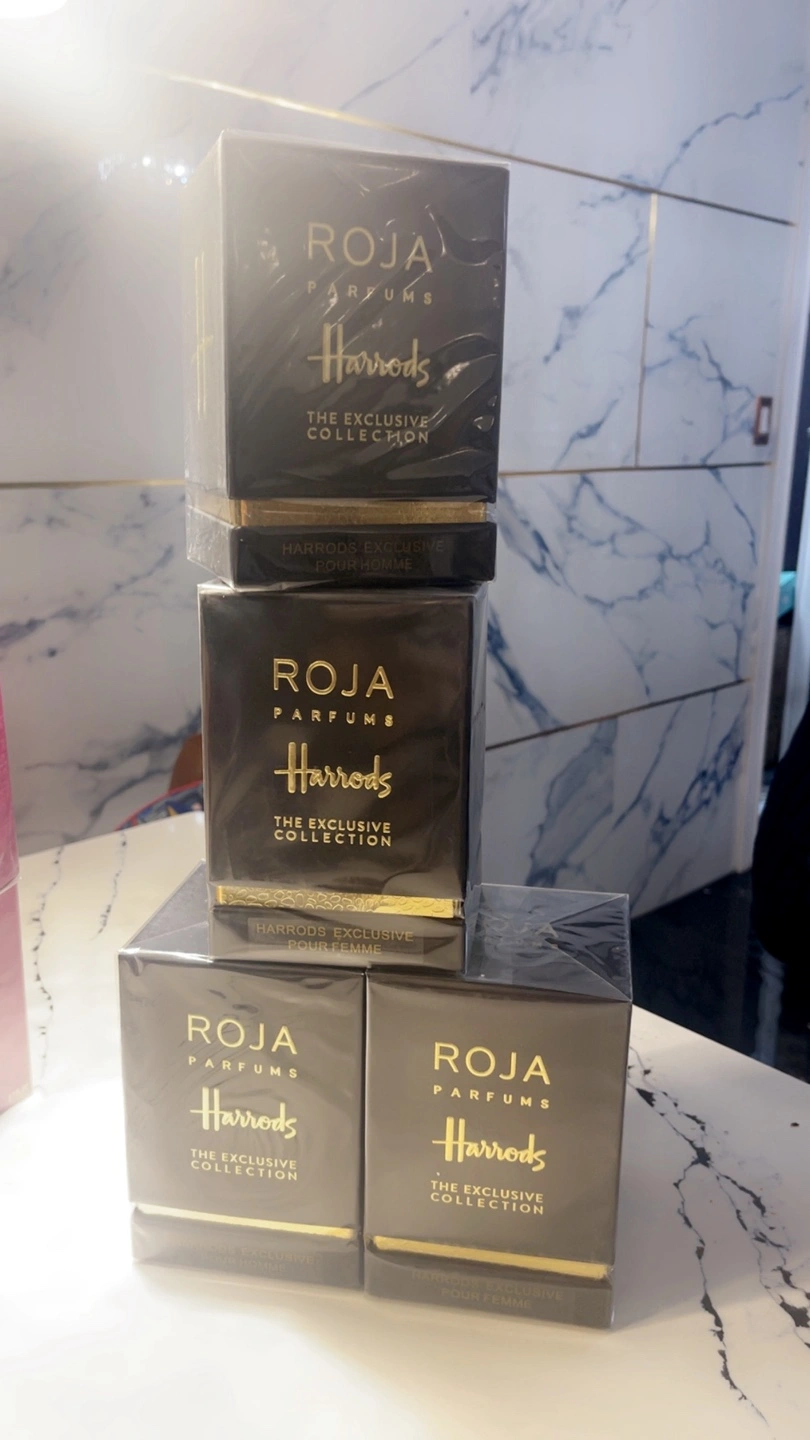 ROJA
PARFUMS
Harrods
THE EXCLUSIVE
COLLECTION
HARRODS EXCLUSIVE
POUR HOMME
ROJA
PARFUMS
Harrods
THE EXCLUSIVE
COLLECTION
HARRODS EXCLUSIVE
POUR FEMME
ROJA
PARFUMS
Harrods
THE EXCLUSIVE
COLLECTION
EXCLUSIVE
ROJA
PARFUMS
Harrods
THE EXCLUSIVE
COLLECTION
HARRODS EXCLUSIVE
POUR FEMME